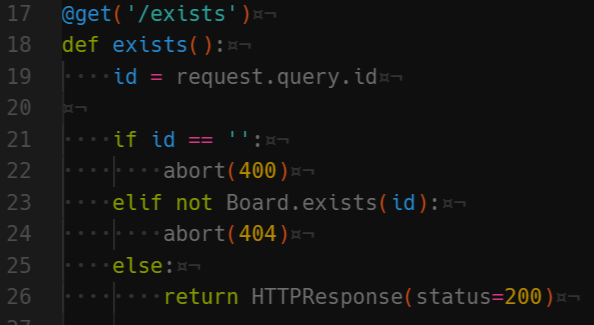 17 @get('/exists')¤¬
18 def exists():¤¬
19 ····id = request.query.id¤¬
20 ¤¬
21 ····if id == '':¤¬
22 ········abort(400)¤¬
23 ····elif not Board.exists(id):¤¬
24 ········abort(404)¤¬
25 ····else:¤¬
26 ········return HTTPResponse(status=200)¤¬